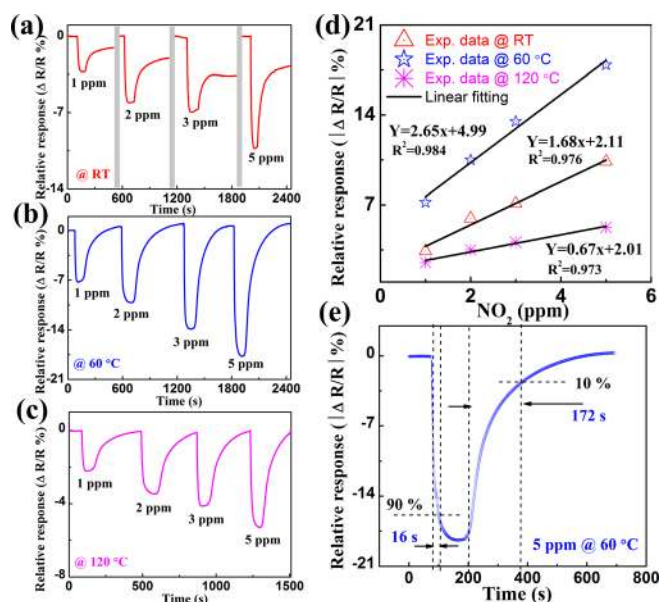 (a)
Relative response (Δ R/R %)
0
-7
-14
1 ppm
2 ppm
3 ppm
5 ppm
@ RT
0 600 1200 1800 2400
Time (s)
(b)
Relative response (Δ R/R %)
0
-7
-14
-21
1 ppm
2 ppm
3 ppm
5 ppm
@ 60 °C
0 600 1200 1800 2400
Time (s)
(c)
Relative response (Δ R/R %)
0
-4
-8
1 ppm
2 ppm
3 ppm
5 ppm
@ 120 °C
0 500 1000 1500
Time (s)
(d)
Relative response (|Δ R/R|%)
21
14
7
Exp. data @ RT
Exp. data @ 60 °C
Exp. data @ 120 °C
Linear fitting
Y=2.65x+4.99
R²=0.984
Y=1.68x+2.11
R²=0.976
Y=0.67x+2.01
R²=0.973
0 2 4 6
NO₂ (ppm)
(e)
Relative response (|Δ R/R|%)
0
-7
-14
-21
10 %
172 s
90 %
16 s
5 ppm @ 60 °C
0 200 400 600 800
Time (s)